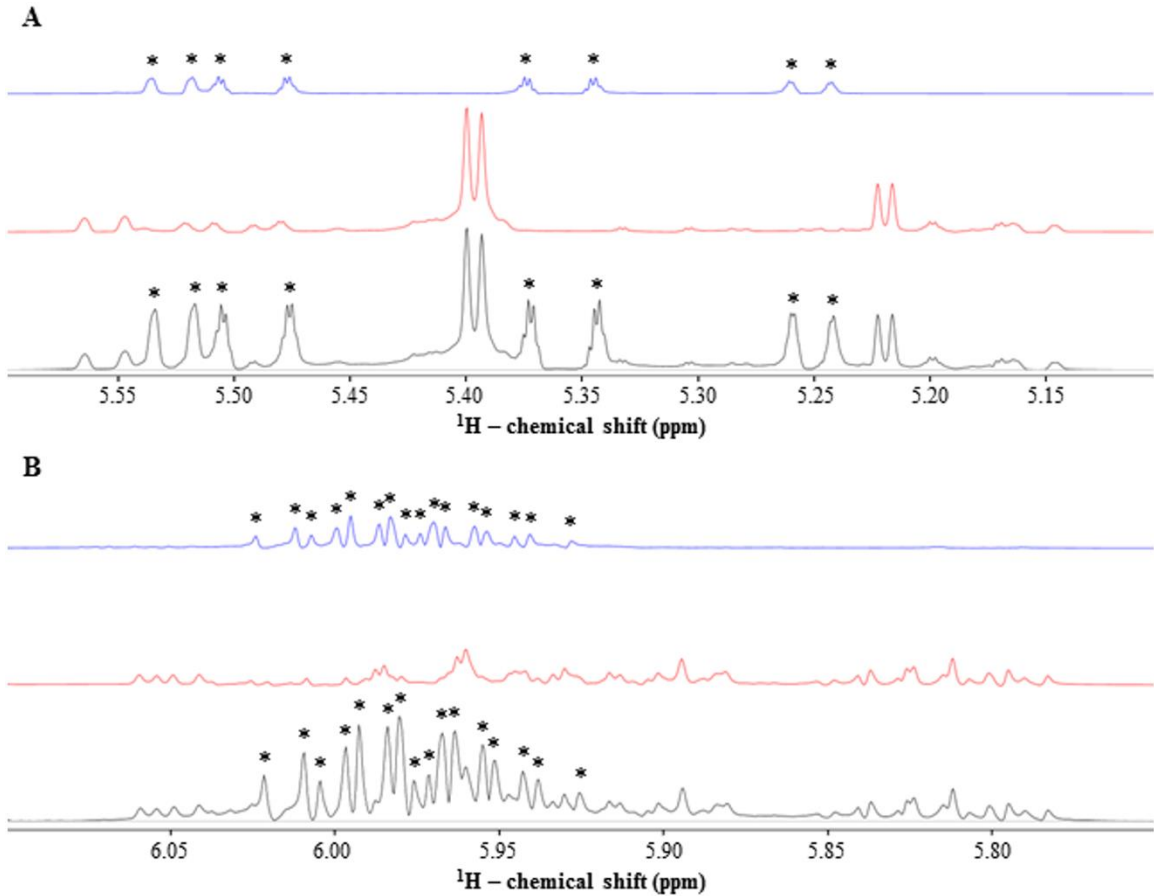 A
* * * * * * * *
* * * * * * * *
5.55 5.50 5.45 5.40 5.35 5.30 5.25 5.20 5.15
¹H – chemical shift (ppm)
B
* * * * * * * * * * * * * * * *
* * * * * * * * * * * * * * * *
6.05 6.00 5.95 5.90 5.85 5.80
¹H – chemical shift (ppm)